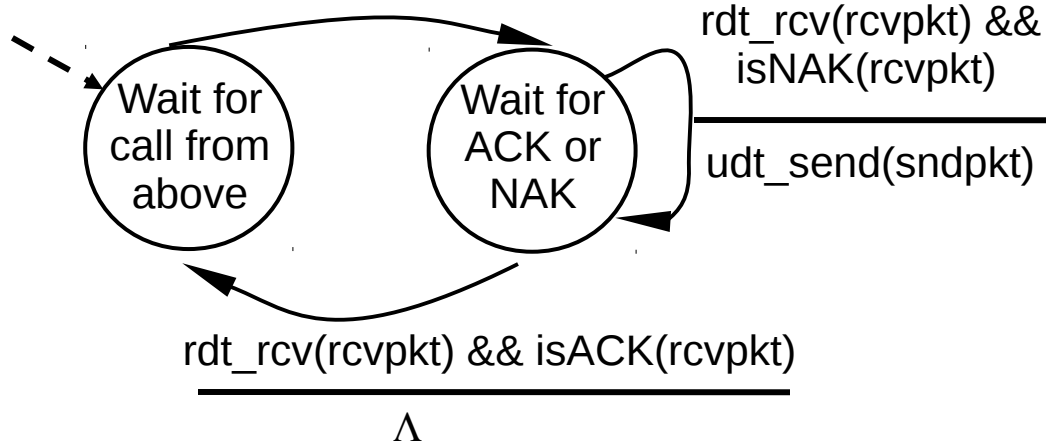 rdt_rcv(rcvpkt) &&
isNAK(rcvpkt)
udt_send(sndpkt)
Wait for
call from
above
Wait for
ACK or
NAK
rdt_rcv(rcvpkt) && isACK(rcvpkt)
Λ